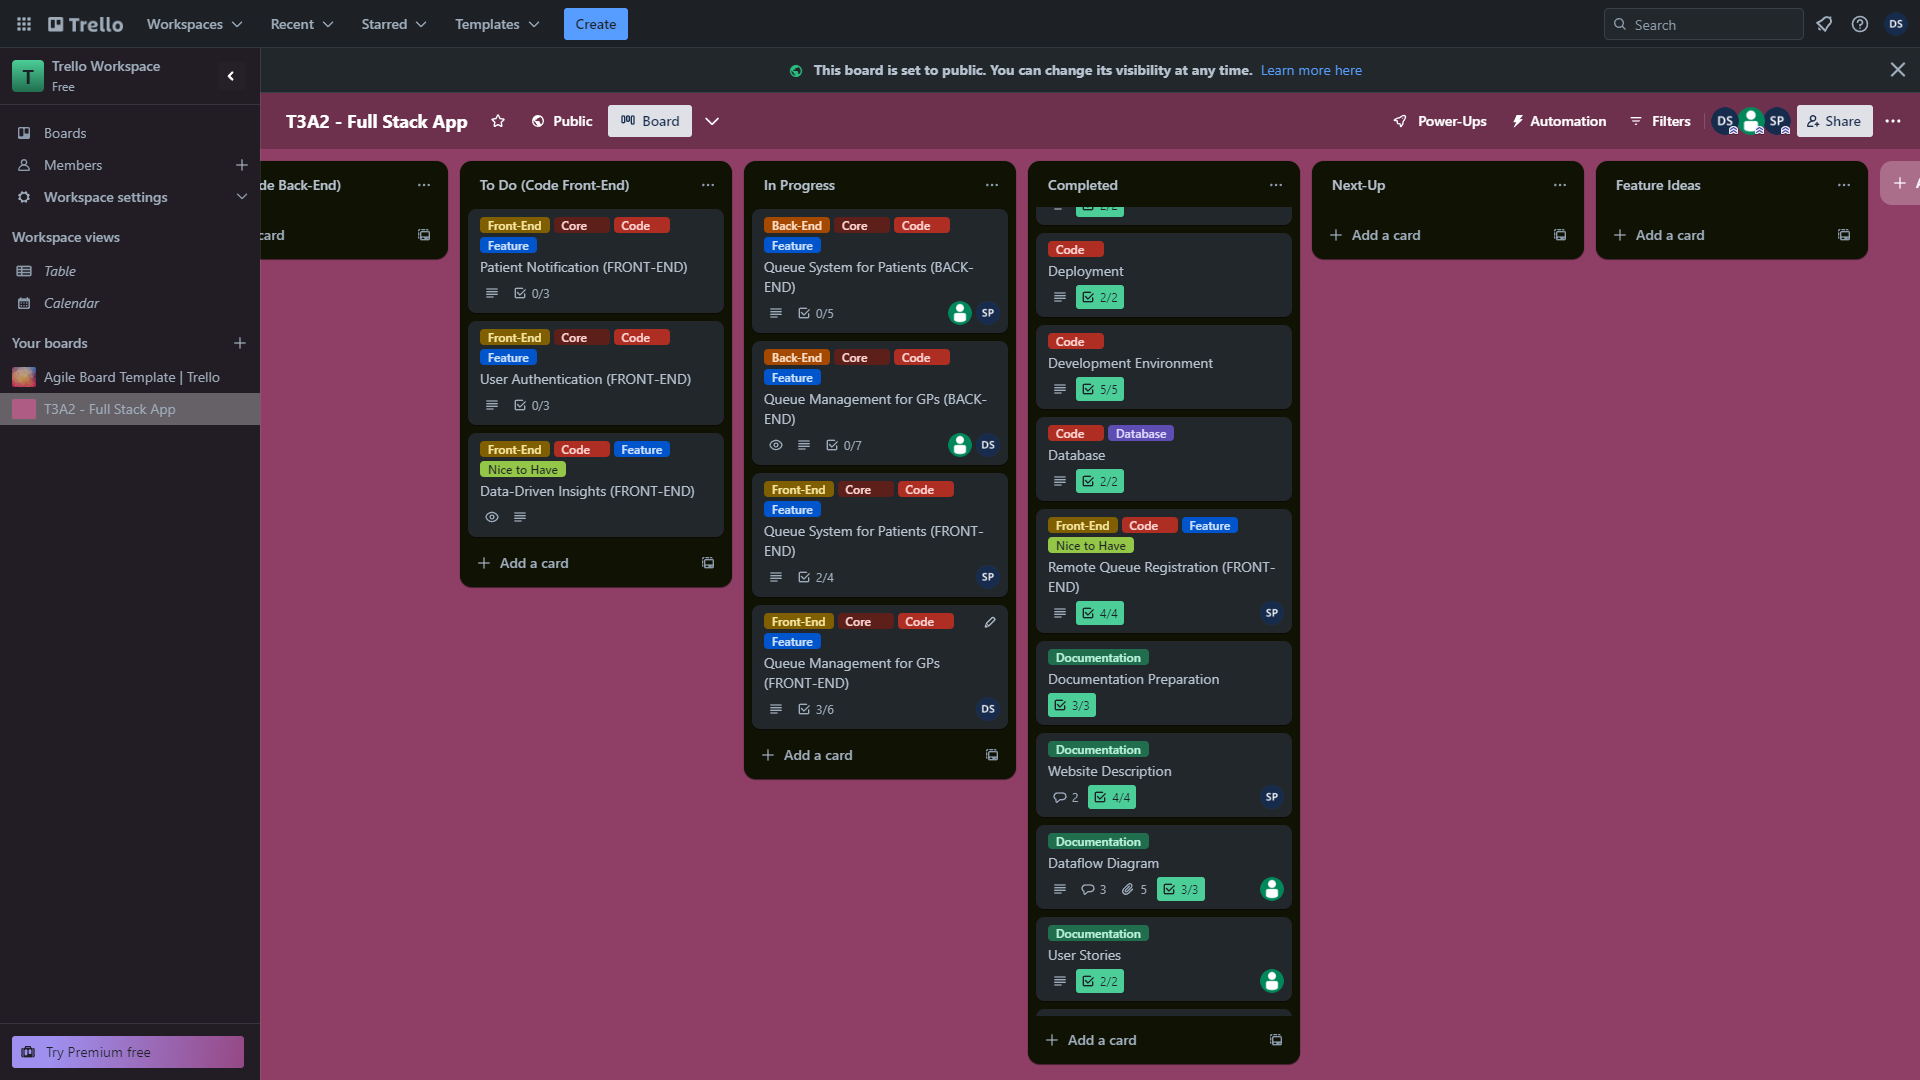 Trello
Workspaces
Recent
Starred
Templates
Create
Search
DS
T
Trello Workspace
Free
This board is set to public. You can change its visibility at any time. Learn more here
T3A2 - Full Stack App
Public
Board
Power-Ups
Automation
Filters
DS
SP
Share
Boards
Members
Workspace settings
Workspace views
Table
Calendar
Your boards
Agile Board Template | Trello
T3A2 - Full Stack App
Try Premium free
de Back-End)
card
To Do (Code Front-End)
Front-End Core Code
Feature
Patient Notification (FRONT-END)
0/3
Front-End Core Code
Feature
User Authentication (FRONT-END)
0/3
Front-End Code Feature
Nice to Have
Data-Driven Insights (FRONT-END)
Add a card
In Progress
Back-End Core Code
Feature
Queue System for Patients (BACK-
END)
0/5
SP
Back-End Core Code
Feature
Queue Management for GPs (BACK-
END)
0/7
DS
Front-End Core Code
Feature
Queue System for Patients (FRONT-
END)
2/4
SP
Front-End Core Code
Feature
Queue Management for GPs
(FRONT-END)
3/6
DS
Add a card
Completed
2/2
Code
Deployment
2/2
Code
Development Environment
5/5
Code Database
Database
2/2
Front-End Code Feature
Nice to Have
Remote Queue Registration (FRONT-
END)
4/4
SP
Documentation
Documentation Preparation
3/3
Documentation
Website Description
2 4/4
SP
Documentation
Dataflow Diagram
3 5 3/3
Documentation
User Stories
2/2
Add a card
Next-Up
Add a card
Feature Ideas
Add a card